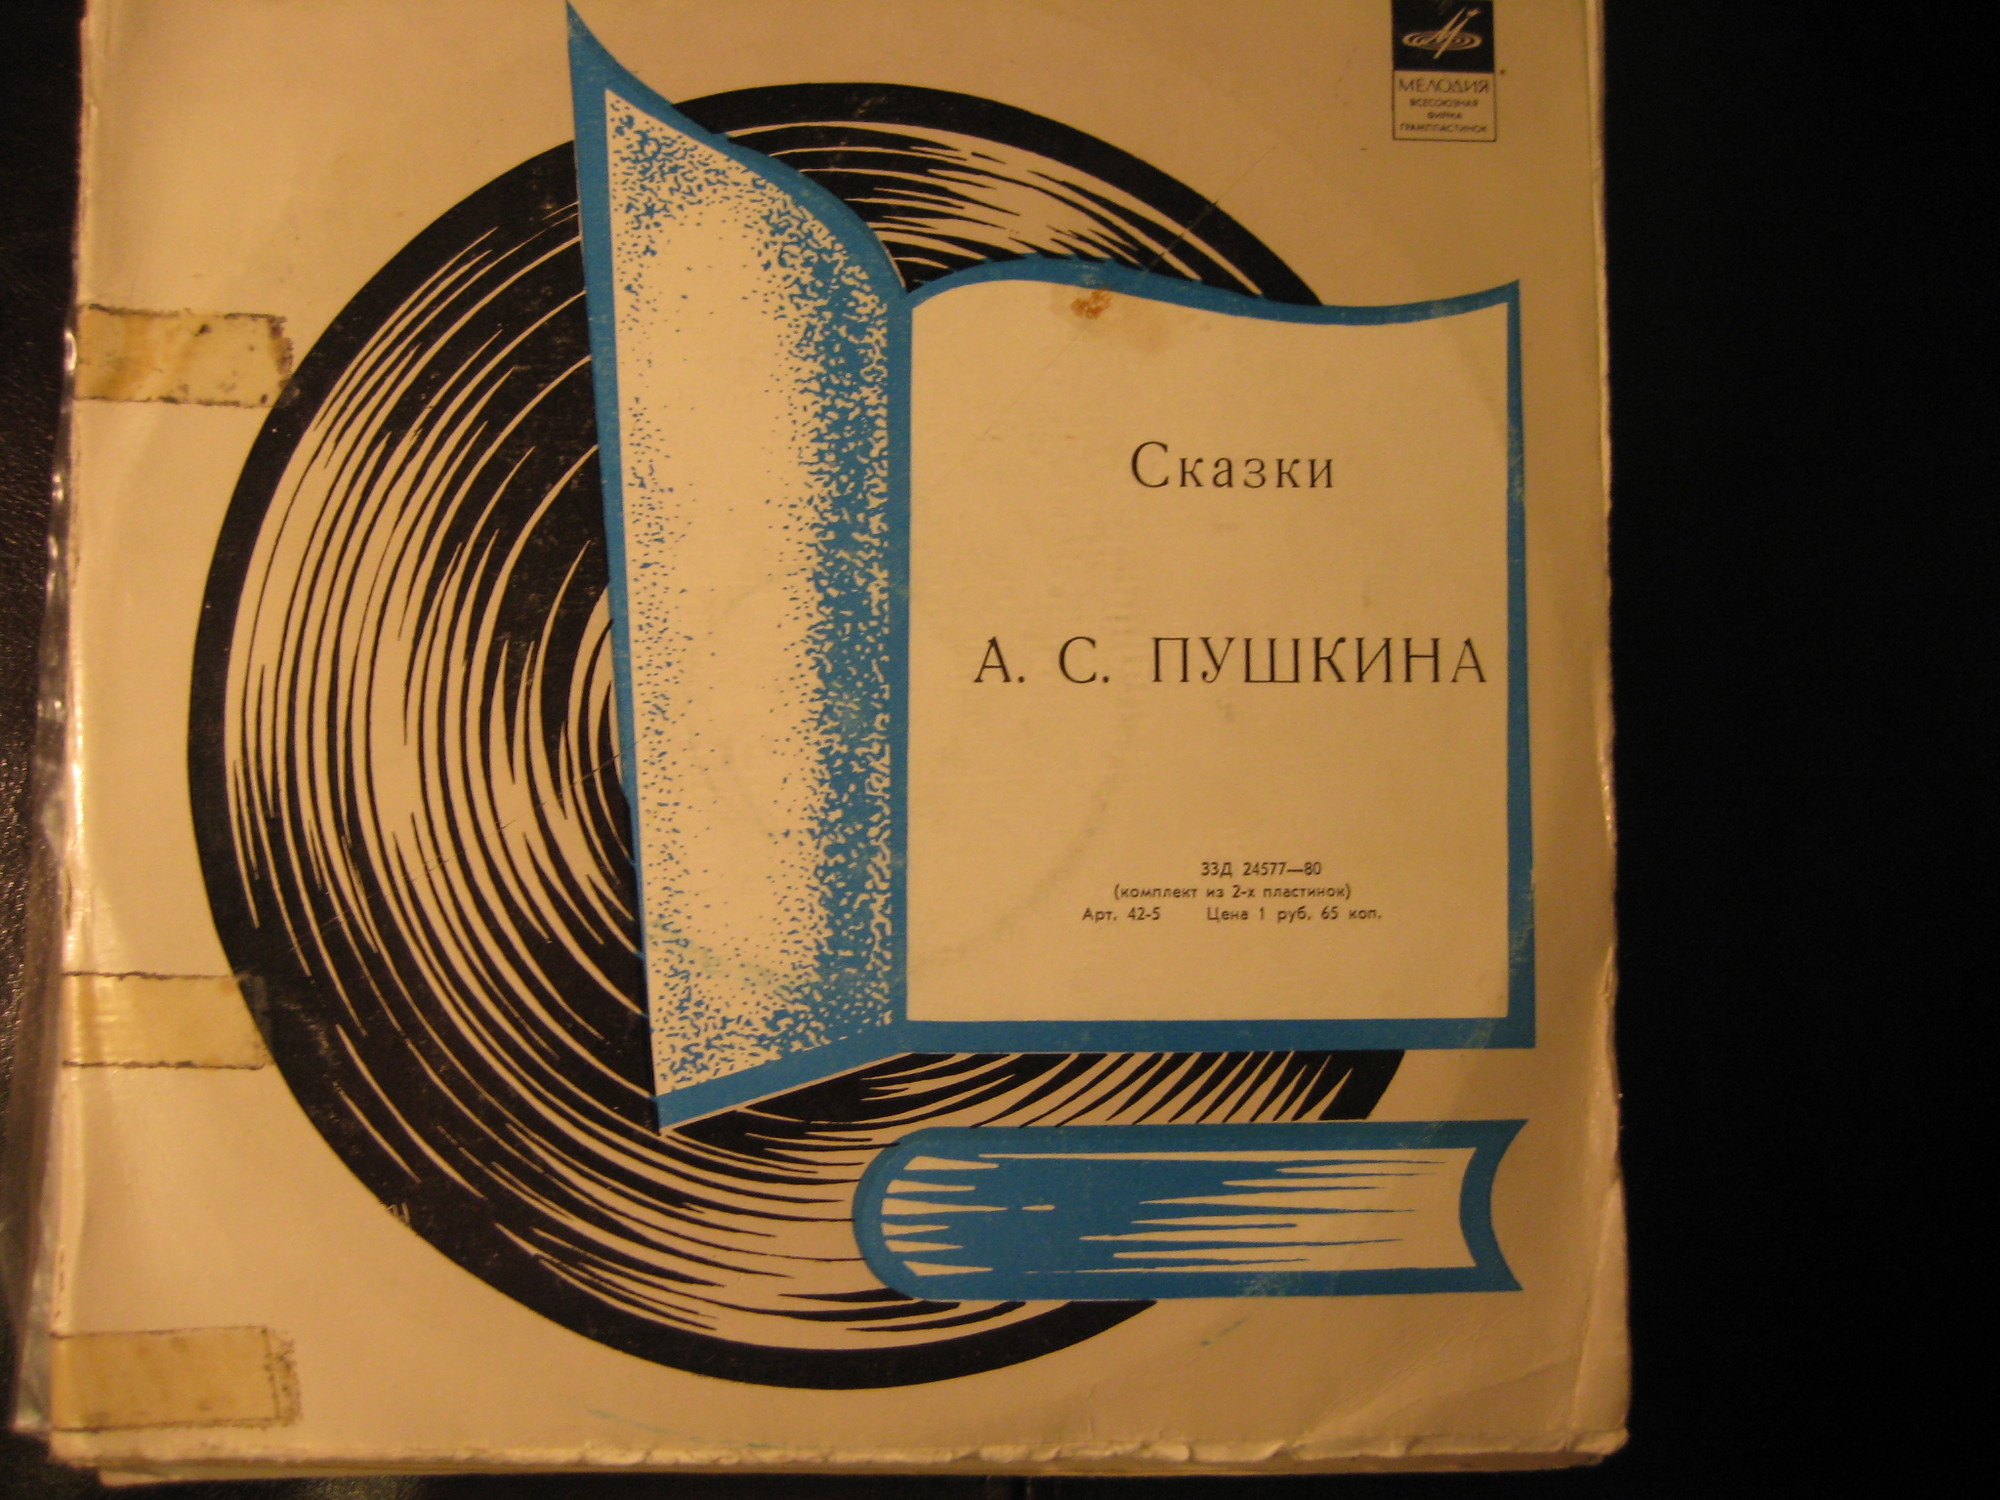 МЕЛОДИЯ
ВСЕСОЮЗНАЯ
ФИРМА
ГРАМПЛАСТИНОК
Сказки
А. С. ПУШКИНА
33Д 24577—80
(комплект из 2-х пластинок)
Арт. 42-5 Цена 1 руб. 65 коп.